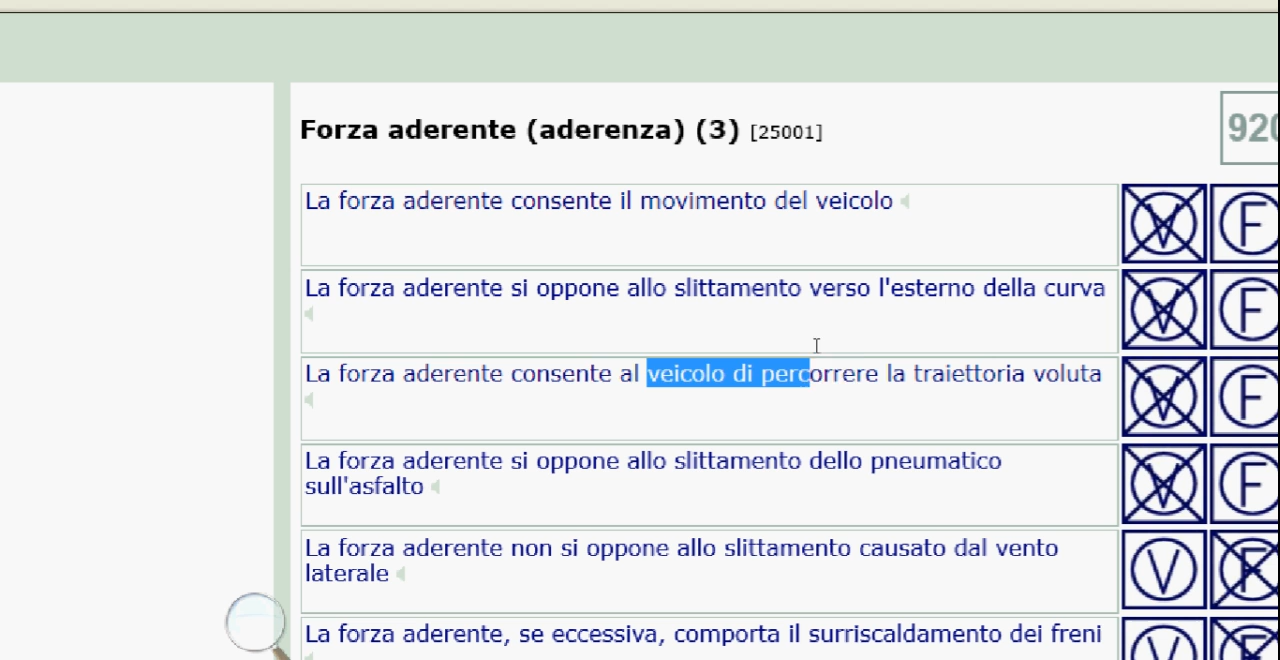 Forza aderente (aderenza) (3) [25001]
920
La forza aderente consente il movimento del veicolo
V F
La forza aderente si oppone allo slittamento verso l'esterno della curva
V F
La forza aderente consente al veicolo di percorrere la traiettoria voluta
V F
La forza aderente si oppone allo slittamento dello pneumatico
sull'asfalto
V F
La forza aderente non si oppone allo slittamento causato dal vento
laterale
V F
La forza aderente, se eccessiva, comporta il surriscaldamento dei freni
V F